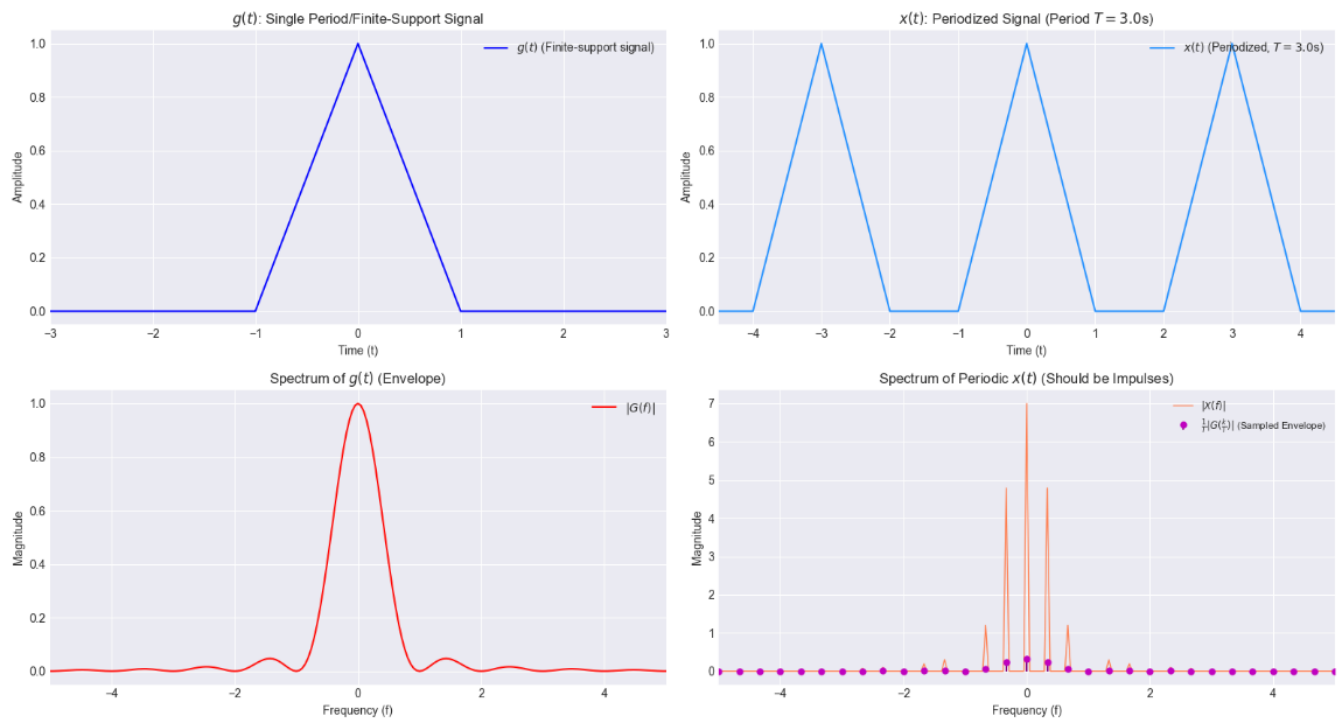 g(t): Single Period/Finite-Support Signal
1.0
0.8
0.6
0.4
0.2
0.0
Amplitude
g(t) (Finite-support signal)
−3 −2 −1 0 1 2 3
Time (t)
x(t): Periodized Signal (Period T = 3.0s)
1.0
0.8
0.6
0.4
0.2
0.0
Amplitude
x(t) (Periodized, T = 3.0s)
−4 −3 −2 −1 0 1 2 3 4
Time (t)
Spectrum of g(t) (Envelope)
1.0
0.8
0.6
0.4
0.2
0.0
Magnitude
|G(f)|
−4 −2 0 2 4
Frequency (f)
Spectrum of Periodic x(t) (Should be Impulses)
7
6
5
4
3
2
1
0
Magnitude
|X(f)|
(Sampled Envelope)
−4 −2 0 2 4
Frequency (f)